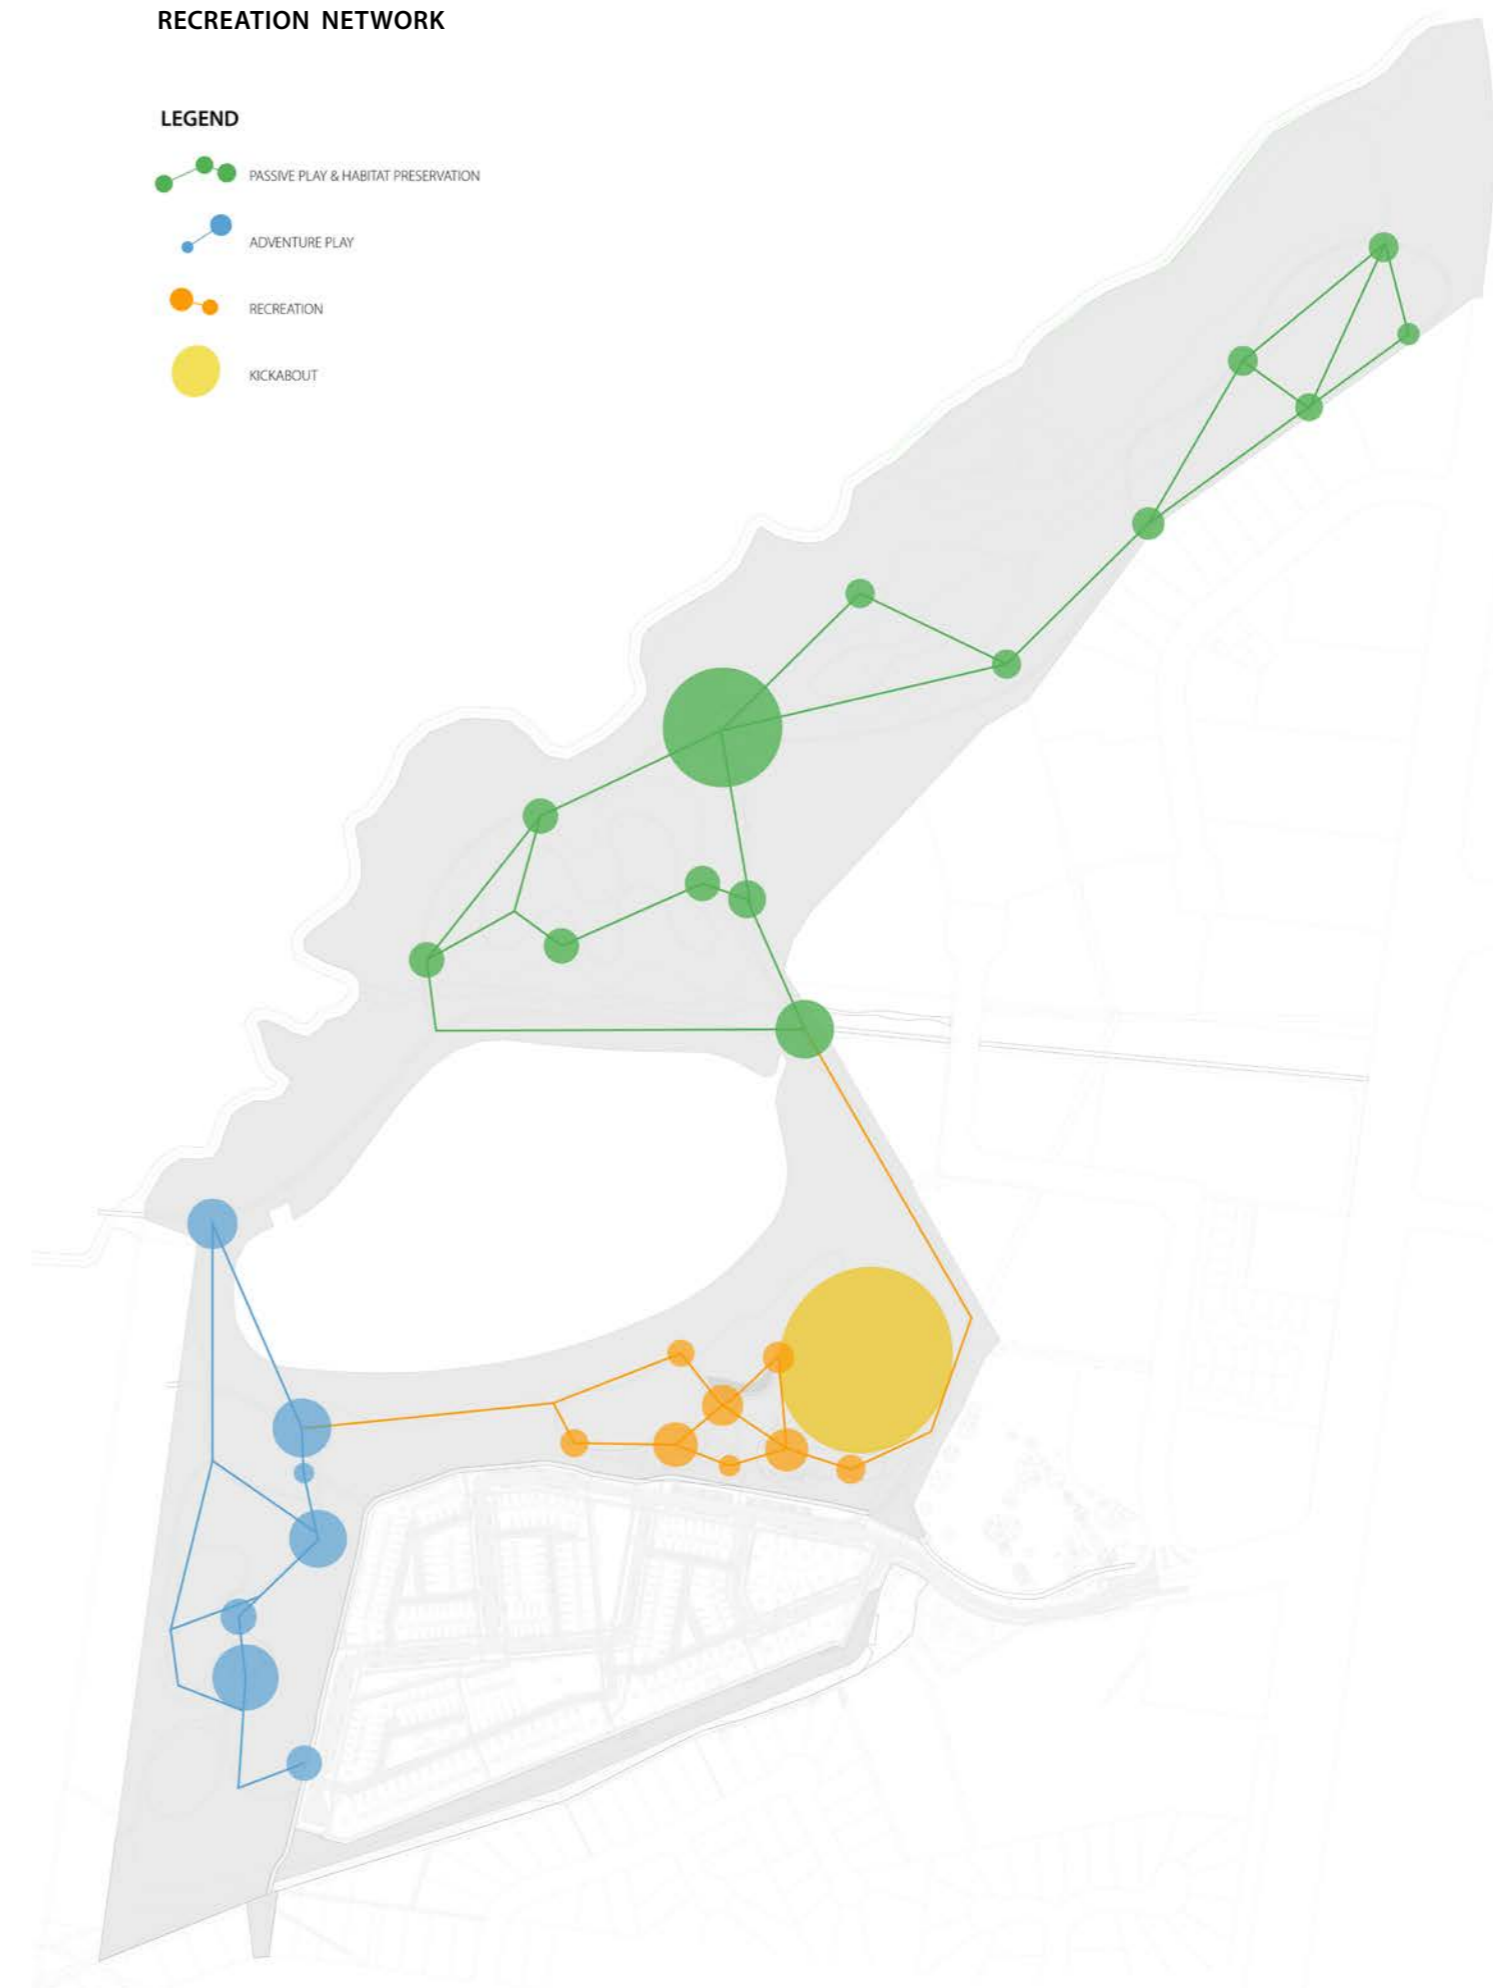 RECREATION NETWORK
LEGEND
PASSIVE PLAY & HABITAT PRESERVATION
ADVENTURE PLAY
RECREATION
KICKABOUT